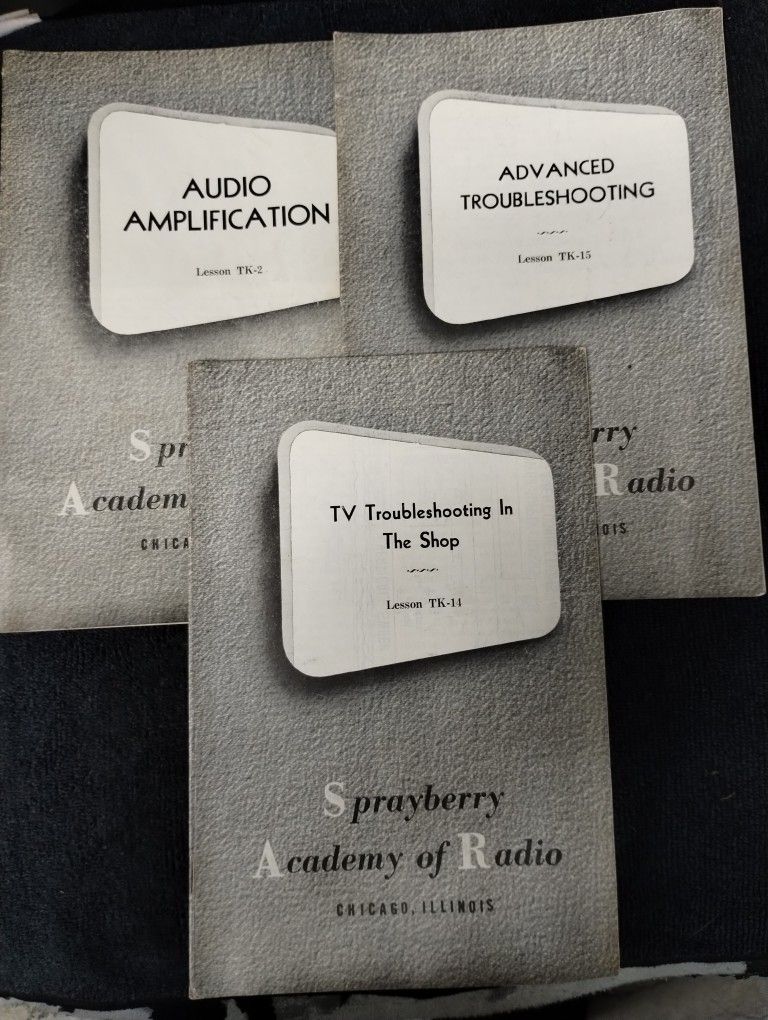 AUDIO
AMPLIFICATION
Lesson TK-2
Spr
Academ
CHICA
ADVANCED
TROUBLESHOOTING
Lesson TK-15
rry
Radio
OIS
TV Troubleshooting In
The Shop
Lesson TK-14
Sprayberry
Academy of Radio
CHICAGO, ILLINOIS